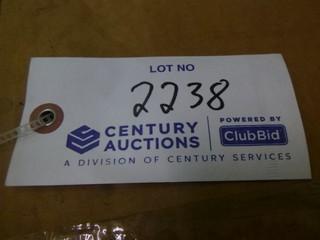 LOT NO
2238
CENTURY AUCTIONS
POWERED BY
ClubBid
A DIVISION OF CENTURY SERVICES